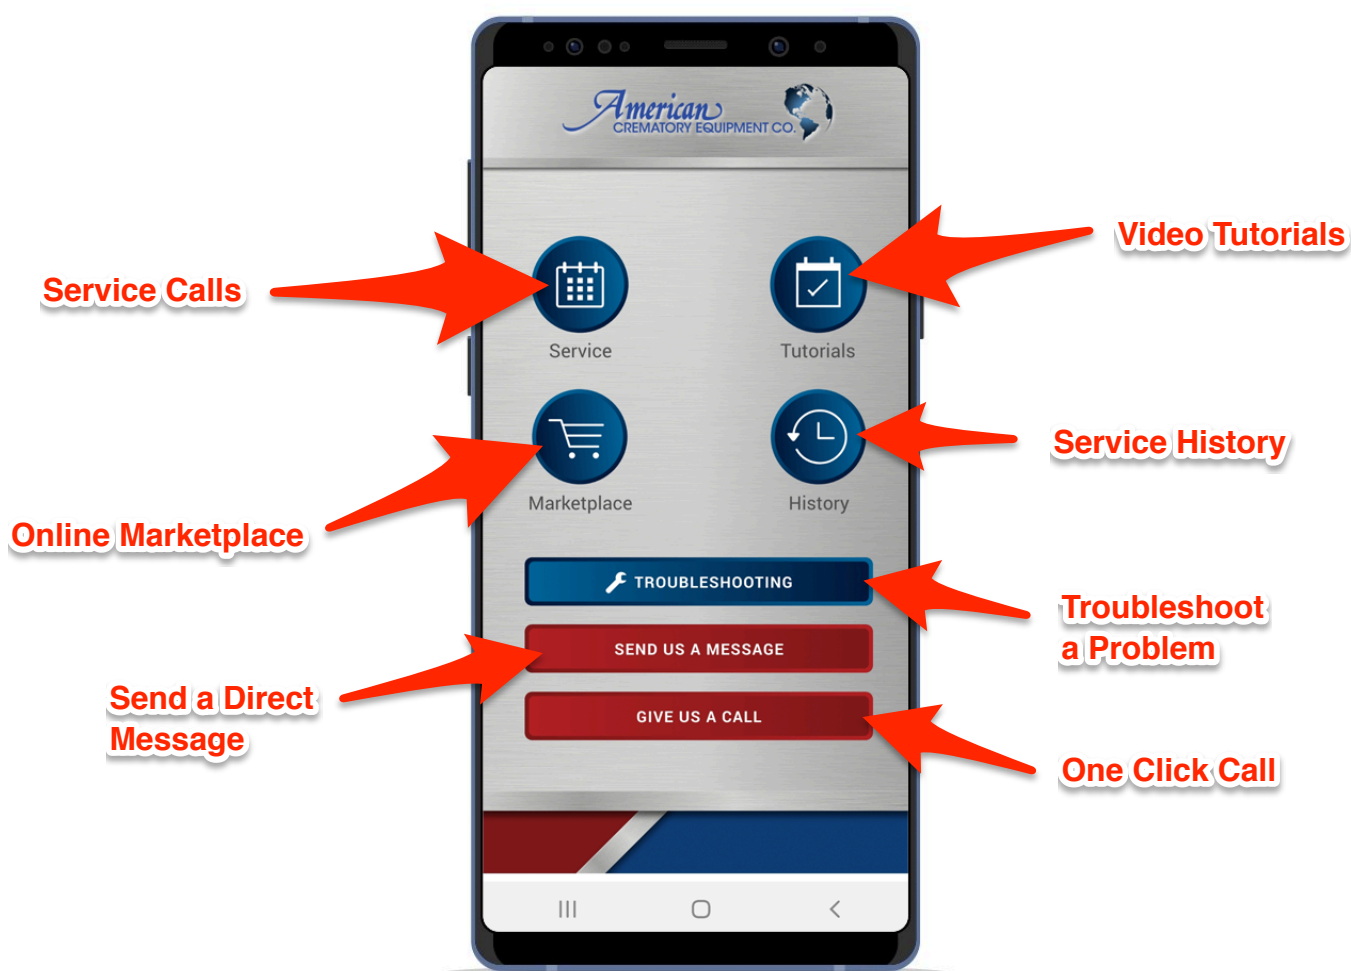 American
CREMATORY EQUIPMENT CO.
Video Tutorials
Service Calls
Service
Tutorials
Service History
Marketplace
History
Online Marketplace
TROUBLESHOOTING
Troubleshoot
a Problem
SEND US A MESSAGE
Send a Direct
Message
GIVE US A CALL
One Click Call